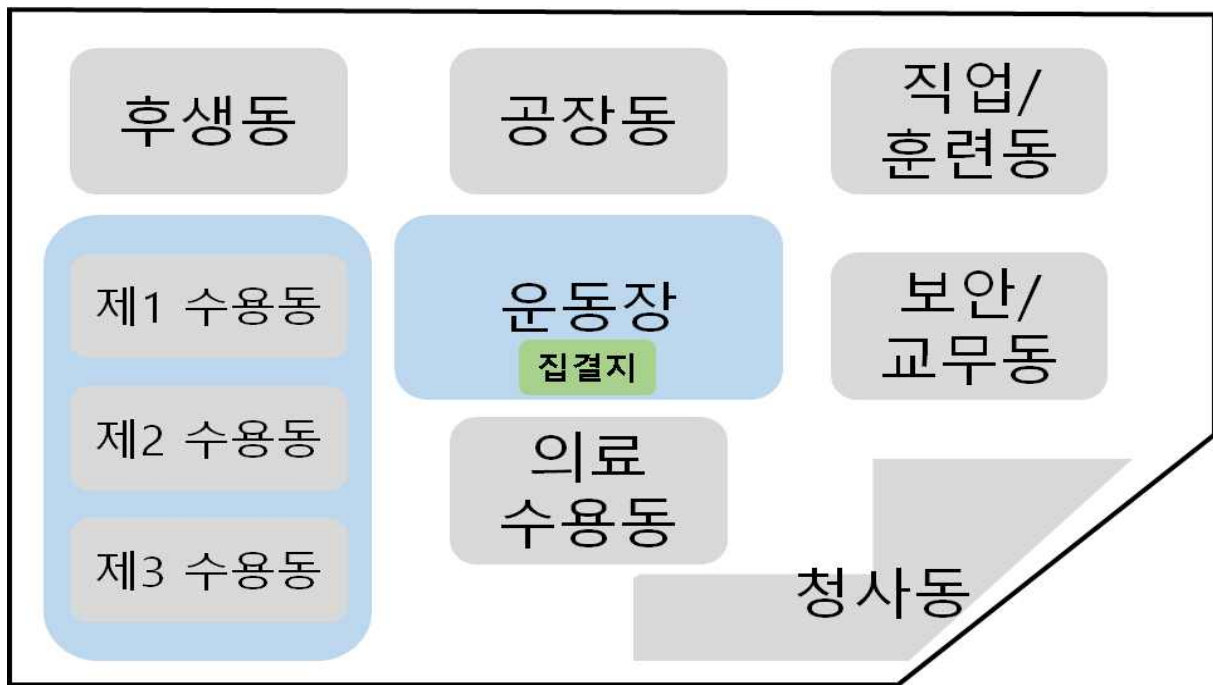 후생동
공장동
직업/
훈련동
제1 수용동
운동장
집결지
보안/
교무동
제2 수용동
의료
수용동
제3 수용동
청사동